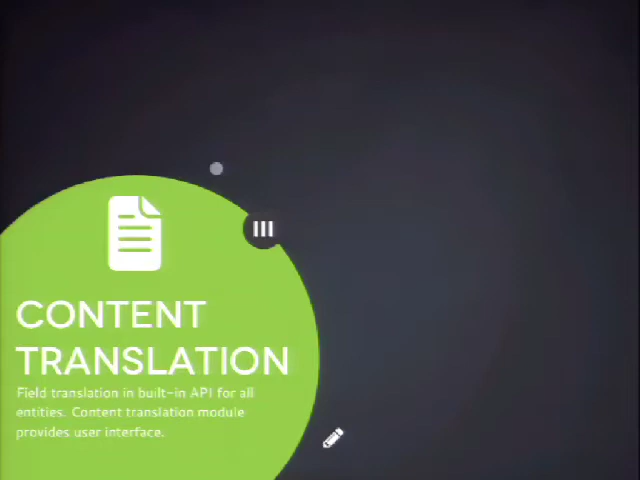 CONTENT
TRANSLATION
Field translation in built-in API for all
entities. Content translation module
provides user interface.